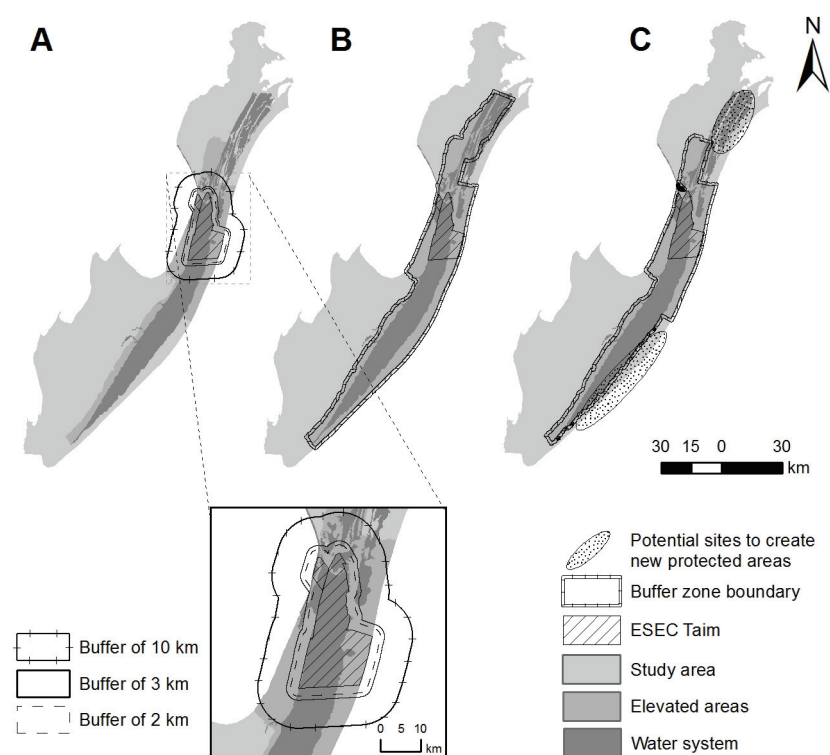 A
B
C
N
30 15 0 30
km
Potential sites to create
new protected areas
Buffer zone boundary
ESEC Taim
Study area
Elevated areas
Water system
Buffer of 10 km
Buffer of 3 km
Buffer of 2 km
0 5 10
km